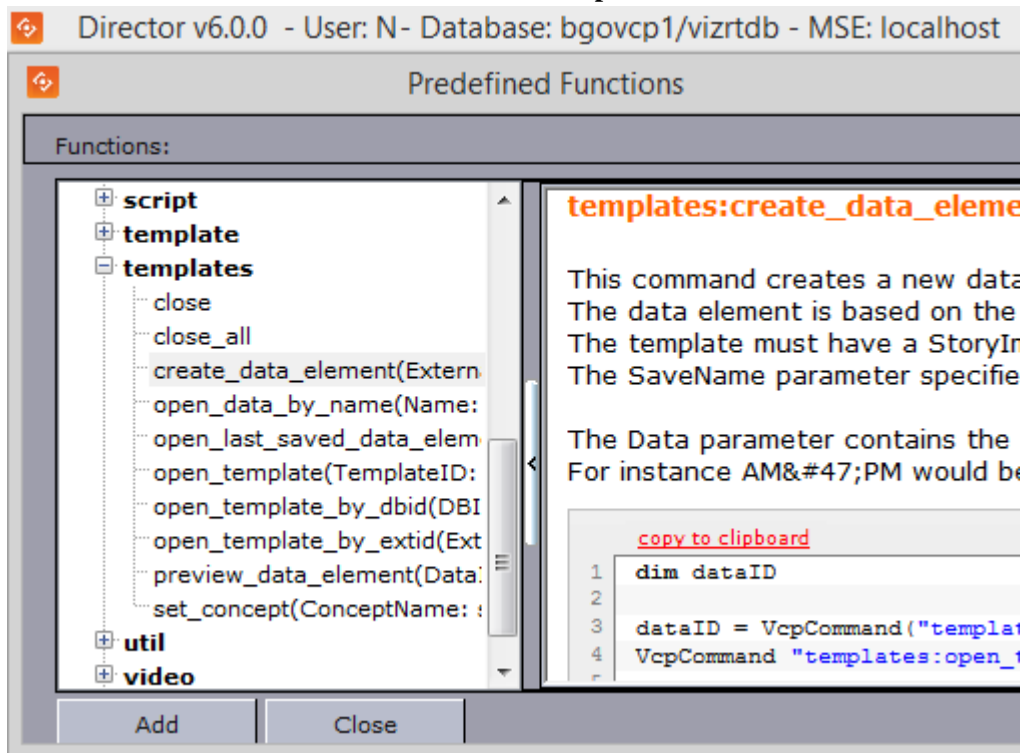 Director v6.0.0 - User: N- Database: bgovcp1/vizrtdb - MSE: localhost
Predefined Functions
Functions:
script
template
templates
close
close_all
create_data_element(Extern
open_data_by_name(Name:
open_last_saved_data_elem
open_template(TemplateID:
open_template_by_dbid(DBI
open_template_by_extid(Ext
preview_data_element(Data
set_concept(ConceptName: s
util
video
templates:create_data_eleme
This command creates a new data
The data element is based on the
The template must have a StoryIn
The SaveName parameter specifie
The Data parameter contains the
For instance AM&#47;PM would be
copy to clipboard
1 dim dataID
2
3 dataID = VcpCommand("templat
4 VcpCommand "templates:open_t
Add Close